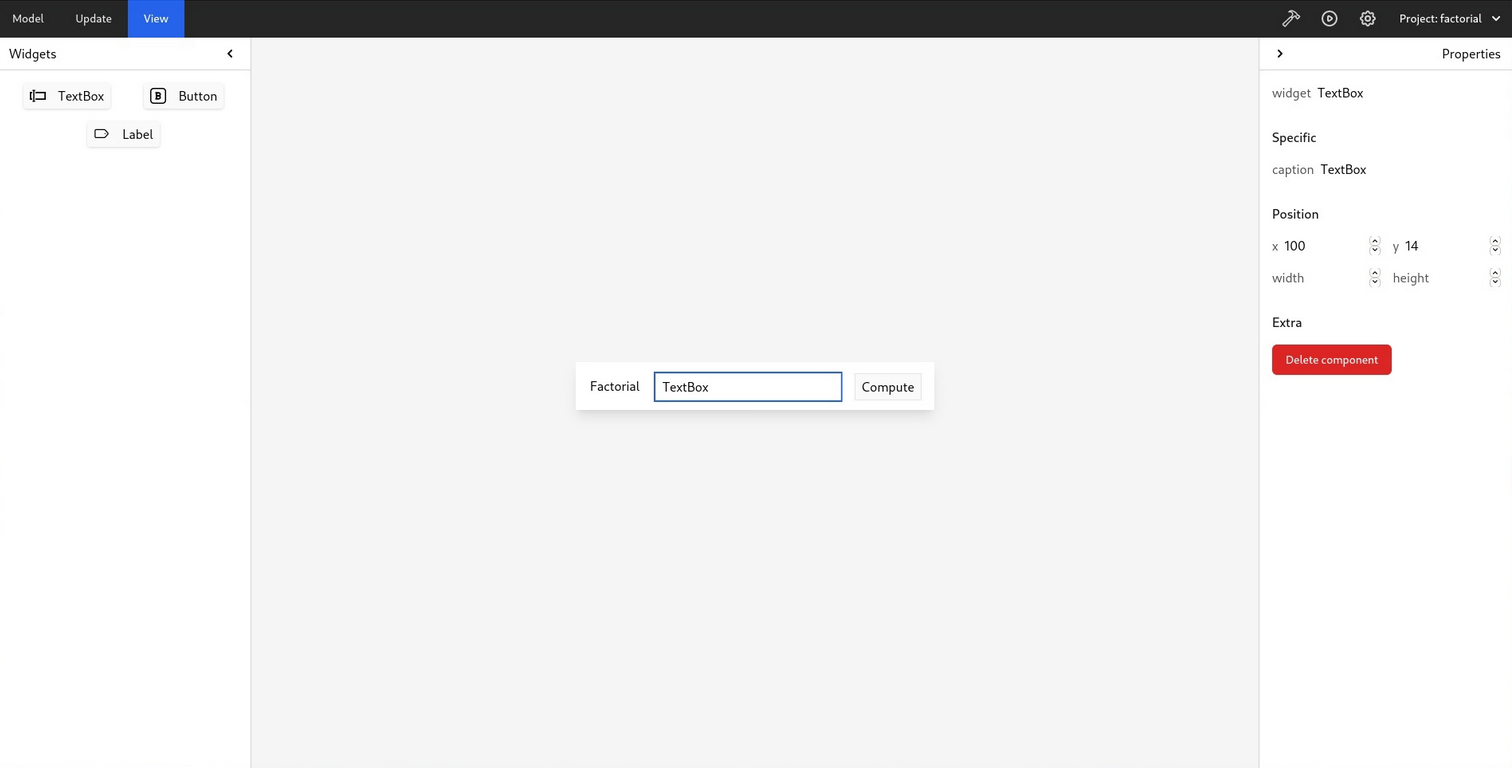 Model Update View Project: factorial
Widgets
TextBox Button
Label
Factorial TextBox Compute
Properties
widget TextBox
Specific
caption TextBox
Position
x 100 y 14
width height
Extra
Delete component